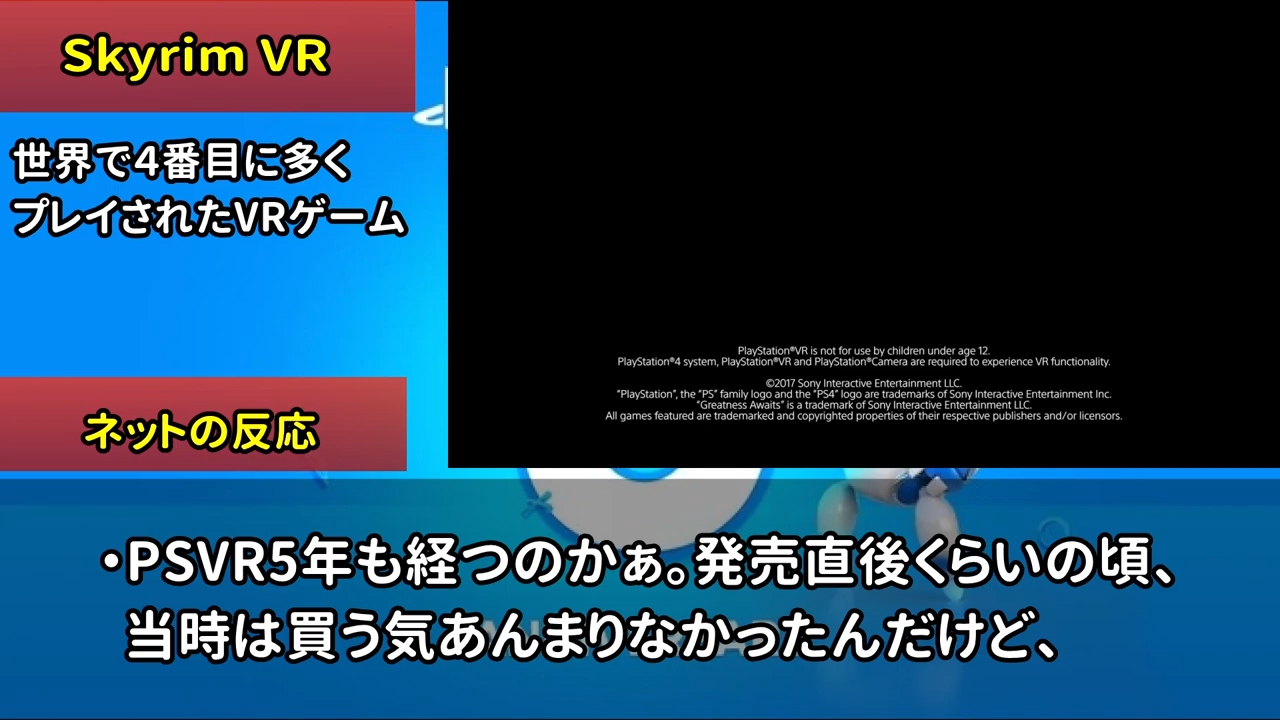 Skyrim VR
世界で4番目に多く
プレイされたVRゲーム
PlayStation®VR is not for use by children under age 12.
PlayStation®4 system, PlayStation®VR and PlayStation®Camera are required to experience VR functionality.
©2017 Sony Interactive Entertainment LLC.
“PlayStation”, the “PS” family logo and the “PS4” logo are trademarks of Sony Interactive Entertainment Inc.
“Greatness Awaits” is a trademark of Sony Interactive Entertainment LLC.
All games featured are trademarked and copyrighted properties of their respective publishers and/or licensors.
ネットの反応
・PSVR5年も経つのかぁ。発売直後くらいの頃、
当時は買う気あんまりなかったんだけど、